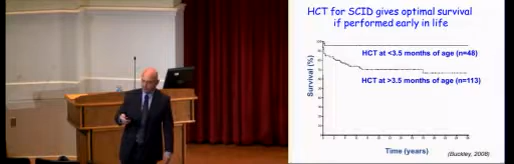 HCT for SCID gives optimal survival
if performed early in life
HCT at <3.5 months of age (n=48)
HCT at >3.5 months of age (n=113)
Survival (%)
Time (years)
(Buckley, 2008)